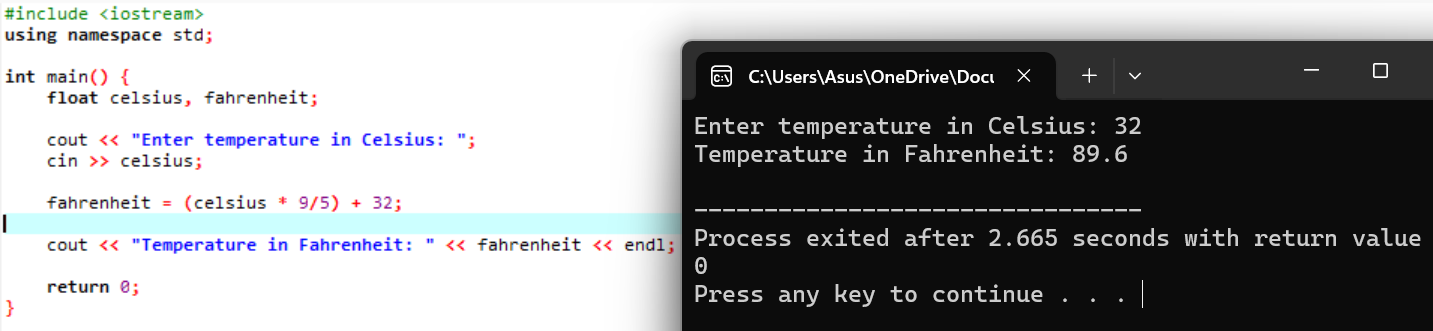 #include <iostream>
using namespace std;
int main() {
    float celsius, fahrenheit;
    cout << "Enter temperature in Celsius: ";
    cin >> celsius;
    fahrenheit = (celsius * 9/5) + 32;
    cout << "Temperature in Fahrenheit: " << fahrenheit << endl;
    return 0;
}
C:\Users\Asus\OneDrive\Docu
Enter temperature in Celsius: 32
Temperature in Fahrenheit: 89.6
--------------------------------
Process exited after 2.665 seconds with return value
0
Press any key to continue . . .